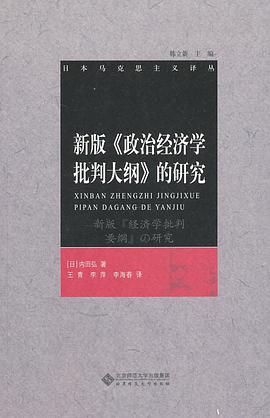 韩立新 主 编
日本马克思主义译丛
新版《政治经济学
批判大纲》的研究
XINBAN ZHENGZHI JINGJIXUE
PIPAN DAGANG DE YANJIU
新版『経済学批判
要綱』の研究
[日]内田弘 著
王 青 李 萍 李海春 译
北京师范大学出版集团
北京师范大学出版社